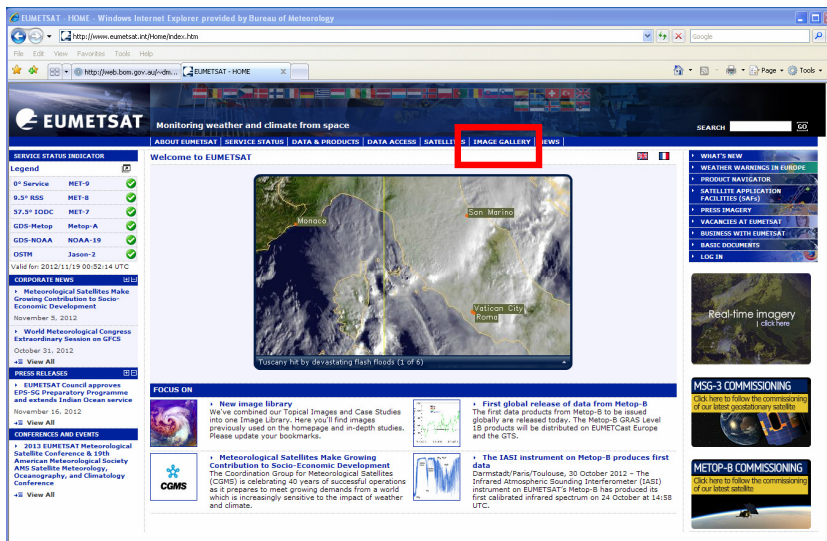 EUMETSAT - HOME - Windows Internet Explorer provided by Bureau of Meteorology
http://www.eumetsat.int/Home/index.htm
Google
File Edit View Favorites Tools Help
http://web.bom.gov.au/~dm...
EUMETSAT - HOME
Page
Tools
EUMETSAT
Monitoring weather and climate from space
SEARCH
GO
ABOUT EUMETSAT
SERVICE STATUS
DATA & PRODUCTS
DATA ACCESS
IMAGE GALLERY
SERVICE STATUS INDICATOR
Legend
0° Service MET-9
9.5° RSS MET-8
57.5° IODC MET-7
GDS-Metop Metop-A
GDS-NOAA NOAA-19
OSTM Jason-2
Valid for: 2012/11/19 00:52:14 UTC
CORPORATE NEWS
Meteorological Satellites Make
Growing Contribution to Socio-
Economic Development
November 5, 2012
World Meteorological Congress
Extraordinary Session on GFCS
October 31, 2012
View All
PRESS RELEASES
EUMETSAT Council approves
EPS-SG Preparatory Programme
and extends Indian Ocean service
November 16, 2012
View All
CONFERENCES AND EVENTS
2013 EUMETSAT Meteorological
Satellite Conference & 19th
American Meteorological Society
AMS Satellite Meteorology,
Oceanography, and Climatology
Conference
View All
Welcome to EUMETSAT
Monaco
San Marino
Vatican City
Roma
Tuscany hit by devastating flash floods (1 of 6)
FOCUS ON
New image library
We've combined our Topical Images and Case Studies
into one Image Library. Here you'll find images
previously used on the homepage and in-depth studies.
Please update your bookmarks.
First global release of data from Metop-B
The first data products from Metop-B to be issued
globally are released today. The Metop-B GRAS Level
1B products will be distributed on EUMETCast Europe
and the GTS.
CGMS
Meteorological Satellites Make Growing
Contribution to Socio-Economic Development
The Coordination Group for Meteorological Satellites
(CGMS) is celebrating 40 years of successful operations
as it prepares to meet growing demands from a world
which is increasingly sensitive to the impact of weather
and climate.
The IASI instrument on Metop-B produces first
data
Darmstadt/Paris/Toulouse, 30 October 2012 – The
Infrared Atmospheric Sounding Interferometer (IASI)
instrument on EUMETSAT's Metop-B has produced its
first calibrated infrared spectrum on 24 October at 14:58
UTC.
WHAT'S NEW
WEATHER WARNINGS IN EUROPE
PRODUCT NAVIGATOR
SATELLITE APPLICATION
FACILITIES (SAFs)
PRESS IMAGERY
VACANCIES AT EUMETSAT
BUSINESS WITH EUMETSAT
BASIC DOCUMENTS
LOG IN
Real-time imagery
click here
MSG-3 COMMISSIONING
Click here to follow the commissioning
of our latest geostationary satellite
METOP-B COMMISSIONING
Click here to follow the commissioning
of our latest satellite